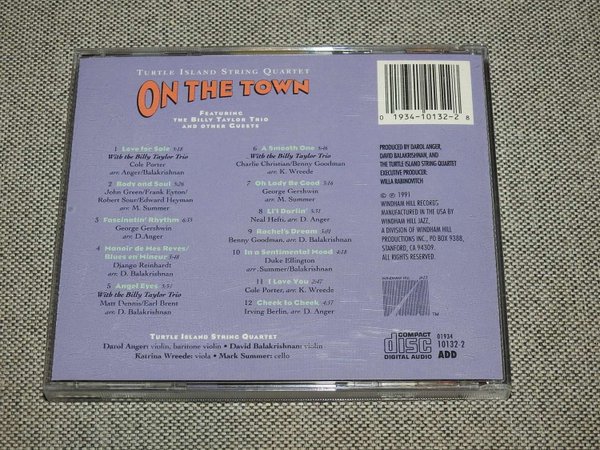 TURTLE ISLAND STRING QUARTET
ON THE TOWN
FEATURING
THE BILLY TAYLOR TRIO
AND OTHER GUESTS
1 Love for Sale 5:18
With the Billy Taylor Trio
Cole Porter
arr: Anger/Balakrishnan
2 Body and Soul 5:26
John Green/Frank Eyton/
Robert Sour/Edward Heyman
arr: M. Summer
3 Fascinatin' Rhythm
George Gershwin
arr: D.Anger
4 Manoir de Mes Reves/
Blues en Mineur
Django Reinhardt
arr: D. Balakrishnan
5 Angel Eyes
With the Billy Taylor Trio
Matt Dennis/Earl Brent
arr: D. Balakrishnan
6 A Smooth One
With the Billy Taylor Trio
Charlie Christian/Benny Goodman
arr: K. Wreede
7 Oh Lady Be Good
George Gershwin
arr: M. Summer
8 Li'l Darlin'
Neal Hefti, arr: D. Anger
9 Rachel's Dream
Benny Goodman, arr: D. Balakrishnan
10 In a Sentimental Mood
Duke Ellington
arr: Summer/Balakrishnan
11 I Love You
Cole Porter, arr: K. Wreede
12 Cheek to Cheek
Irving Berlin, arr: D. Anger
TURTLE ISLAND STRING QUARTET
Darol Anger: violin, baritone violin • David Balakrishnan: violin
Katrina Wreede: viola • Mark Summer: cello
0 1934-10132-2 8
PRODUCED BY DAROL ANGER,
DAVID BALAKRISHNAN, AND
THE TURTLE ISLAND STRING QUARTET
EXECUTIVE PRODUCER:
WILLA RABINOVITCH
© ℗ 1991
WINDHAM HILL RECORDS
MANUFACTURED IN THE USA BY
WINDHAM HILL JAZZ,
A DIVISION OF WINDHAM HILL
PRODUCTIONS INC., PO BOX 9388,
STANFORD, CA 94309.
ALL RIGHTS RESERVED.
WINDHAM HILL JAZZ
TM
COMPACT
disc
DIGITAL AUDIO
01934
10132-2
ADD